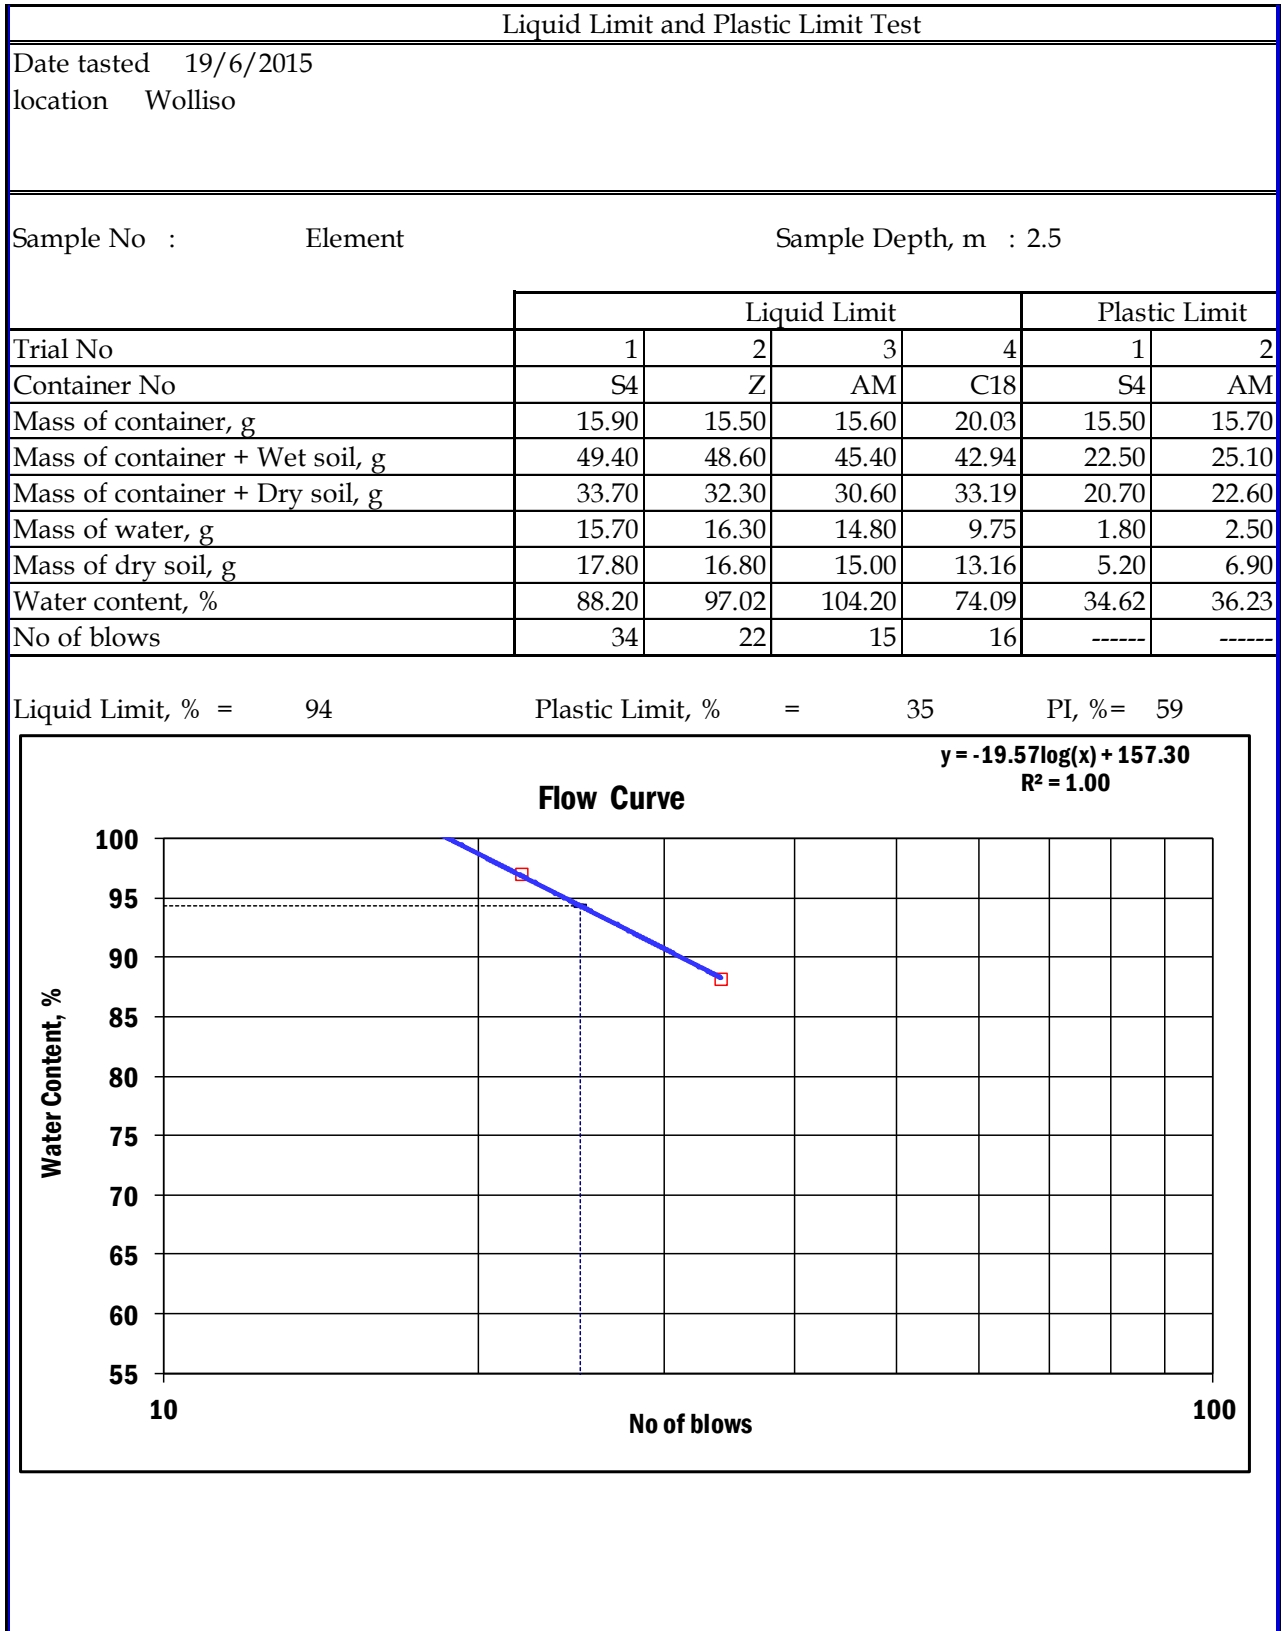 Liquid Limit and Plastic Limit Test
Date tasted 19/6/2015
location Wolliso
Sample No : Element Sample Depth, m : 2.5
Liquid Limit Plastic Limit
Trial No 1 2 3 4 1 2
Container No S4 Z AM C18 S4 AM
Mass of container, g 15.90 15.50 15.60 20.03 15.50 15.70
Mass of container + Wet soil, g 49.40 48.60 45.40 42.94 22.50 25.10
Mass of container + Dry soil, g 33.70 32.30 30.60 33.19 20.70 22.60
Mass of water, g 15.70 16.30 14.80 9.75 1.80 2.50
Mass of dry soil, g 17.80 16.80 15.00 13.16 5.20 6.90
Water content, % 88.20 97.02 104.20 74.09 34.62 36.23
No of blows 34 22 15 16 ------ ------
Liquid Limit, % = 94 Plastic Limit, % = 35 PI, %= 59
y = -19.57log(x) + 157.30
R² = 1.00
Flow Curve
100
95
90
85
80
75
70
65
60
55
Water Content, %
10 100
No of blows